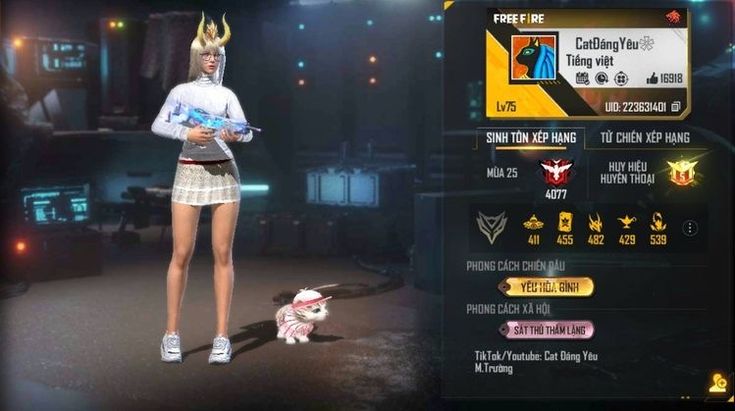 FREE FIRE
CatĐángYêu
Tiếng việt
16918
Lv75
UID: 223631401
SINH TỒN XẾP HẠNG
TỬ CHIẾN XẾP HẠNG
MÙA 25
4077
HUY HIỆU
HUYỀN THOẠI
411 455 482 429 539
PHONG CÁCH CHIẾN ĐẤU
YÊU HÒA BÌNH
PHONG CÁCH XÃ HỘI
SÁT THỦ THẦM LẶNG
TikTok/Youtube: Cat Đáng Yêu
M.Trường